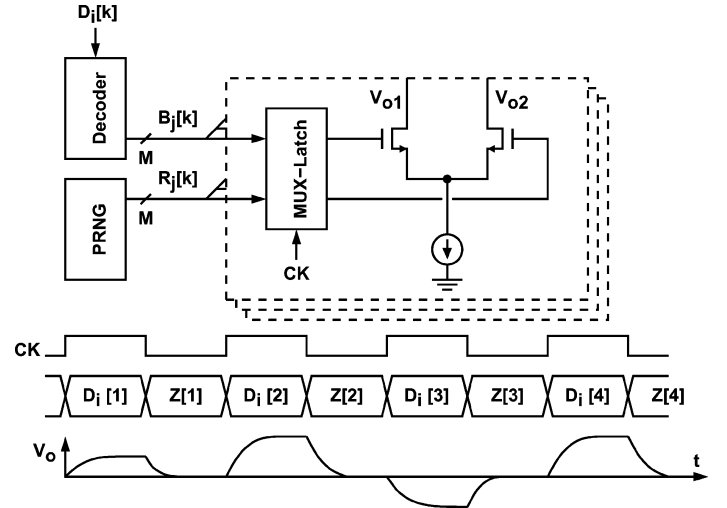 Di[k]
Decoder
Bj[k]
M
PRNG
Rj[k]
M
MUX-Latch
CK
Vo1
Vo2
CK
Di [1] Z[1] Di [2] Z[2] Di [3] Z[3] Di [4] Z[4]
Vo
t